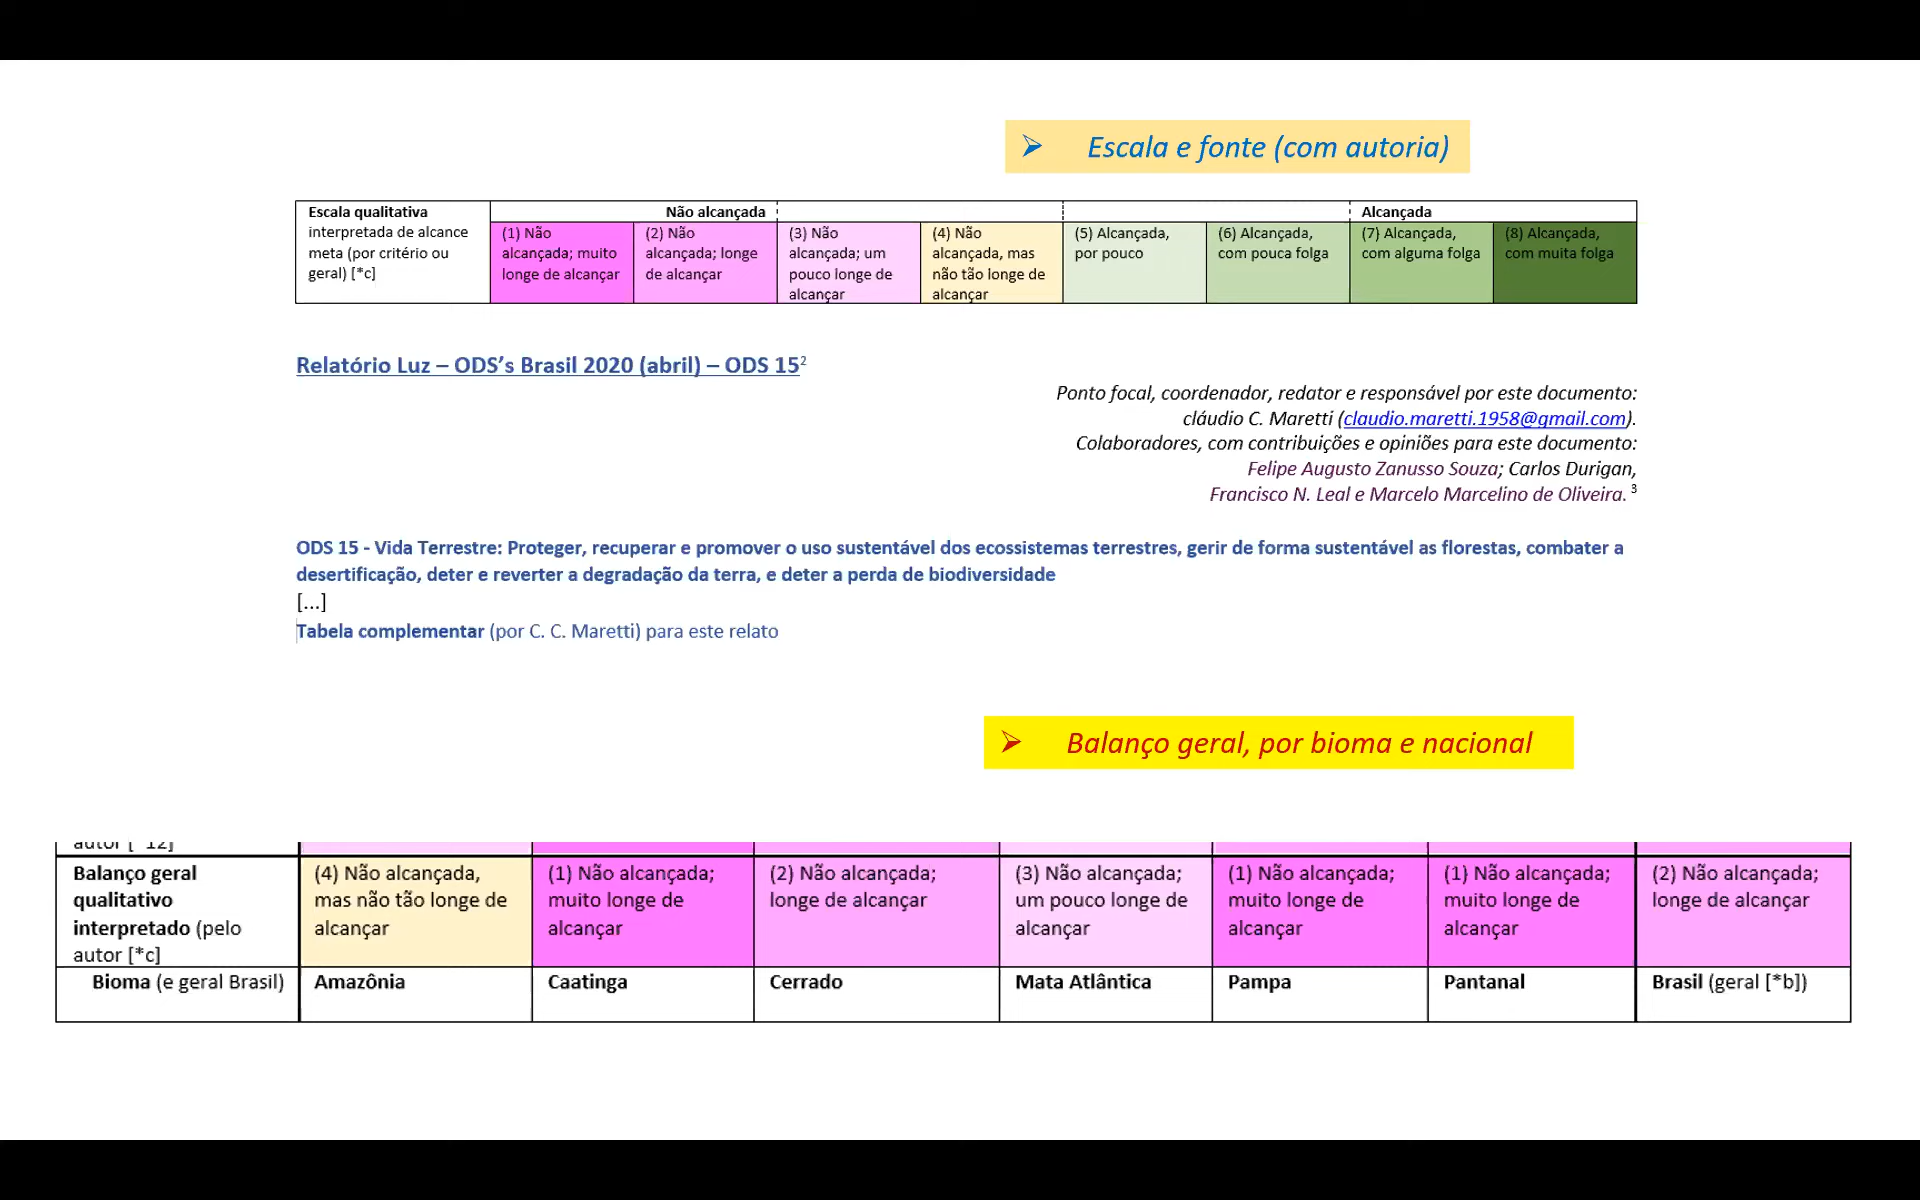 ➢ Escala e fonte (com autoria)
Escala qualitativa
interpretada de alcance
meta (por critério ou
geral) [*c]
Não alcançada
Alcançada
(1) Não
alcançada; muito
longe de alcançar
(2) Não
alcançada; longe
de alcançar
(3) Não
alcançada; um
pouco longe de
alcançar
(4) Não
alcançada, mas
não tão longe de
alcançar
(5) Alcançada,
por pouco
(6) Alcançada,
com pouca folga
(7) Alcançada,
com alguma folga
(8) Alcançada,
com muita folga
Relatório Luz – ODS’s Brasil 2020 (abril) – ODS 15²
Ponto focal, coordenador, redator e responsável por este documento:
cláudio C. Maretti (claudio.maretti.1958@gmail.com).
Colaboradores, com contribuições e opiniões para este documento:
Felipe Augusto Zanusso Souza; Carlos Durigan,
Francisco N. Leal e Marcelo Marcelino de Oliveira. ³
ODS 15 - Vida Terrestre: Proteger, recuperar e promover o uso sustentável dos ecossistemas terrestres, gerir de forma sustentável as florestas, combater a
desertificação, deter e reverter a degradação da terra, e deter a perda de biodiversidade
[...]
Tabela complementar (por C. C. Maretti) para este relato
➢ Balanço geral, por bioma e nacional
Balanço geral
qualitativo
interpretado (pelo
autor [*c]
(4) Não alcançada,
mas não tão longe de
alcançar
(1) Não alcançada;
muito longe de
alcançar
(2) Não alcançada;
longe de alcançar
(3) Não alcançada;
um pouco longe de
alcançar
(1) Não alcançada;
muito longe de
alcançar
(1) Não alcançada;
muito longe de
alcançar
(2) Não alcançada;
longe de alcançar
Bioma (e geral Brasil)
Amazônia
Caatinga
Cerrado
Mata Atlântica
Pampa
Pantanal
Brasil (geral [*b])